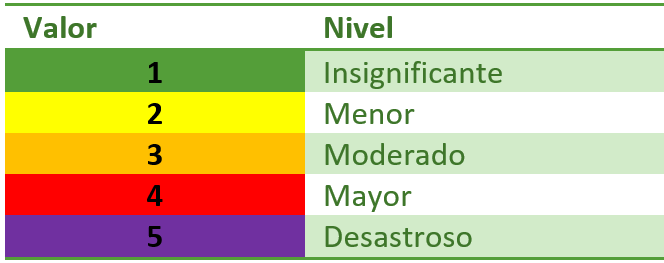 Valor Nivel
1 Insignificante
2 Menor
3 Moderado
4 Mayor
5 Desastroso